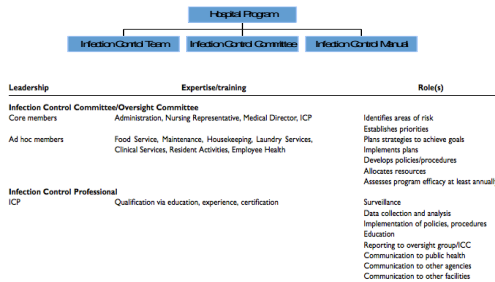 Hospital Program
Infection Control Team Infection Control Committee Infection Control Manual
Leadership Expertise/training Role(s)
Infection Control Committee/Oversight Committee
Core members Administration, Nursing Representative, Medical Director, ICP Identifies areas of risk
Establishes priorities
Ad hoc members Food Service, Maintenance, Housekeeping, Laundry Services, Plans strategies to achieve goals
Clinical Services, Resident Activities, Employee Health Implements plans
Develops policies/procedures
Allocates resources
Assesses program efficacy at least annuall
Infection Control Professional
ICP Qualification via education, experience, certification Surveillance
Data collection and analysis
Implementation of policies, procedures
Education
Reporting to oversight group/ICC
Communication to public health
Communication to other agencies
Communication to other facilities